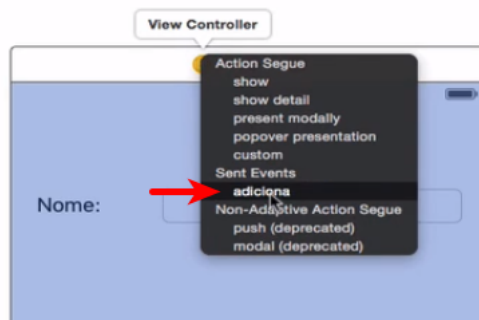 View Controller
Action Segue
show
show detail
present modally
popover presentation
custom
Sent Events
adiciona
Nome:
Non-Adaptive Action Segue
push (deprecated)
modal (deprecated)